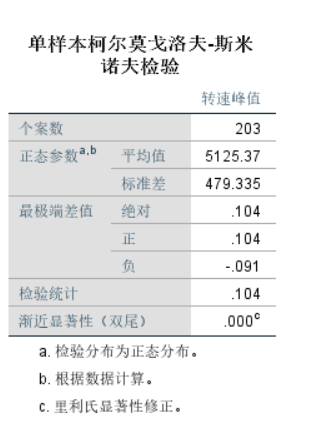 单样本柯尔莫戈洛夫-斯米
诺夫检验
转速峰值
个案数 203
正态参数a,b 平均值 5125.37
标准差 479.335
最极端差值 绝对 .104
正 .104
负 -.091
检验统计 .104
渐近显著性（双尾） .000c
a. 检验分布为正态分布。
b. 根据数据计算。
c. 里利氏显著性修正。